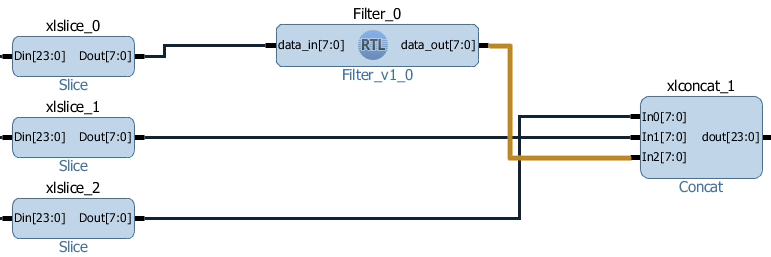 xlslice_0
Din[23:0] Dout[7:0]
Slice
Filter_0
data_in[7:0] RTL data_out[7:0]
Filter_v1_0
xlslice_1
Din[23:0] Dout[7:0]
Slice
xlslice_2
Din[23:0] Dout[7:0]
Slice
xlconcat_1
In0[7:0]
In1[7:0] dout[23:0]
In2[7:0]
Concat